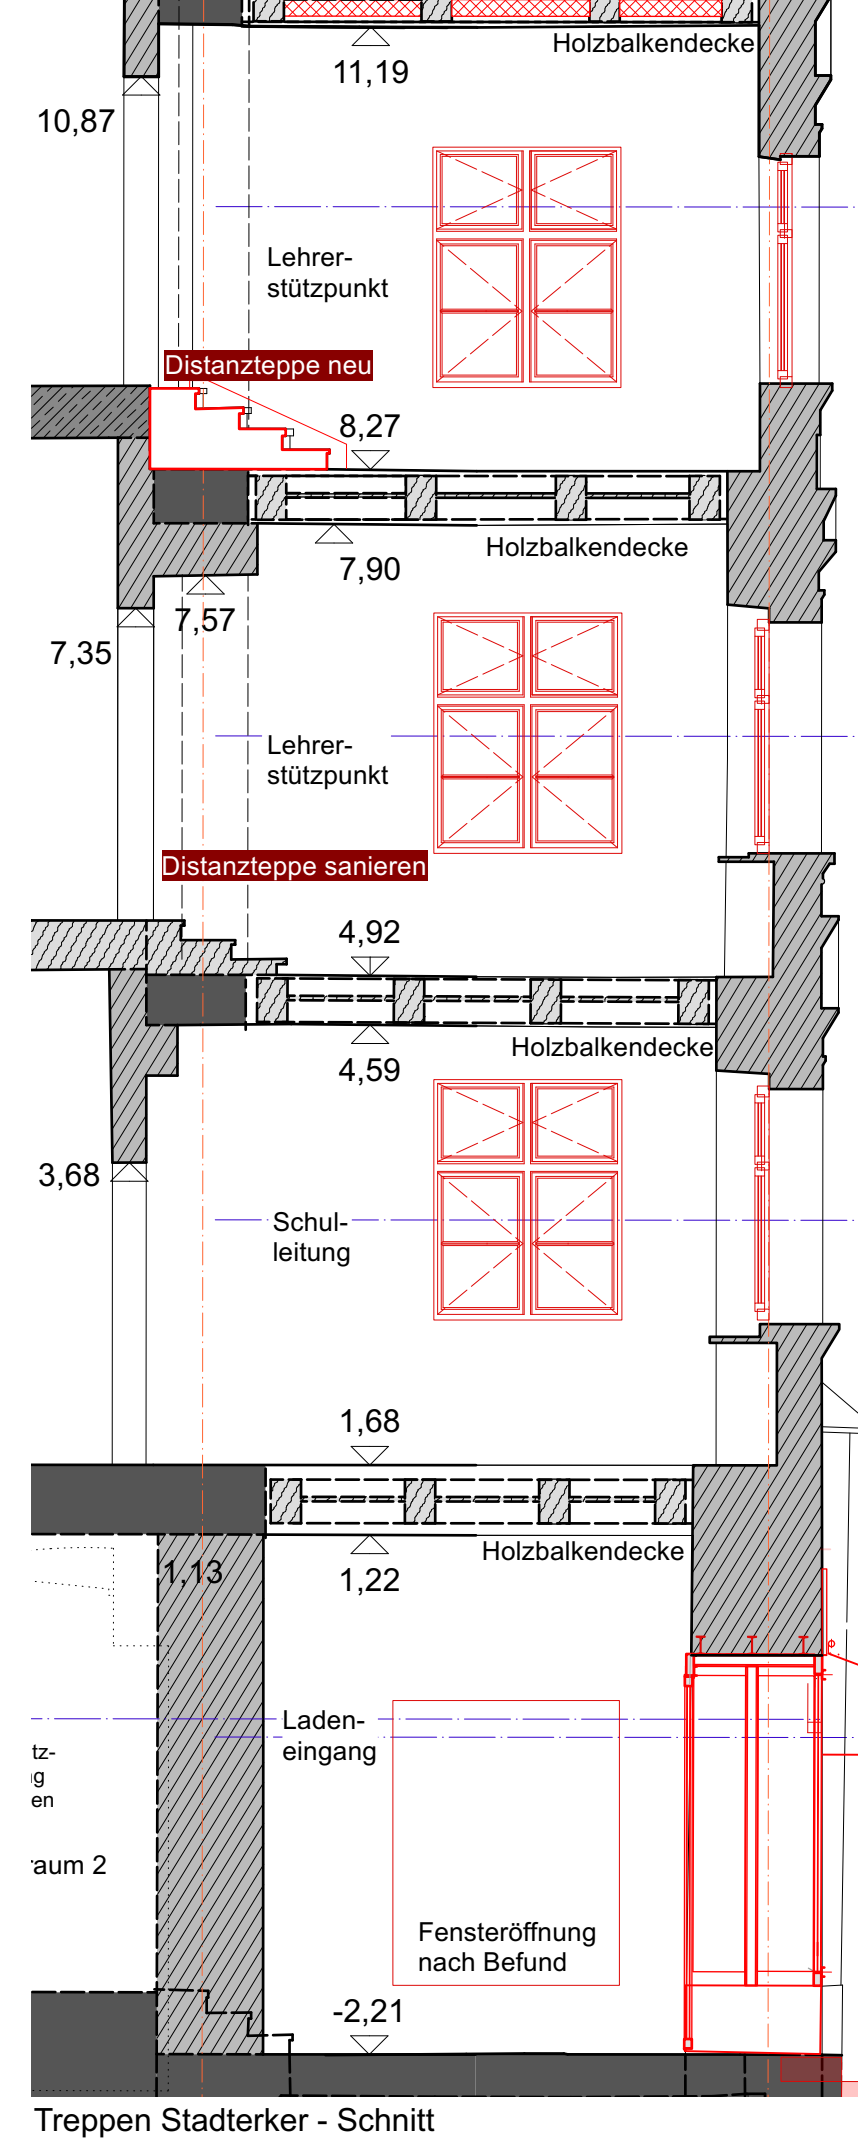 Holzbalkendecke
11,19
10,87
Lehrer-
stützpunkt
Distanzteppe neu
8,27
Holzbalkendecke
7,90
7,57
7,35
Lehrer-
stützpunkt
Distanzteppe sanieren
4,92
Holzbalkendecke
4,59
3,68
Schul-
leitung
1,68
Holzbalkendecke
1,13
1,22
Laden-
eingang
tz-
en
raum 2
Fensteröffnung
nach Befund
-2,21
Treppen Stadterker - Schnitt